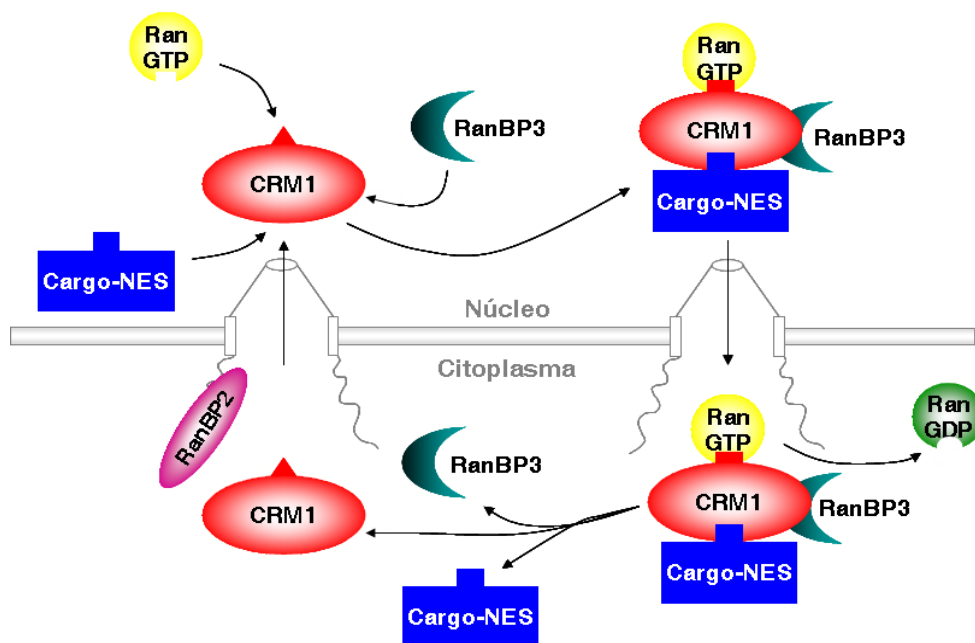 Ran
GTP
RanBP3
CRM1
Cargo-NES
Ran
GTP
CRM1
RanBP3
Cargo-NES
Núcleo
Citoplasma
RanBP2
CRM1
RanBP3
Cargo-NES
Ran
GTP
CRM1
RanBP3
Cargo-NES
Ran
GDP